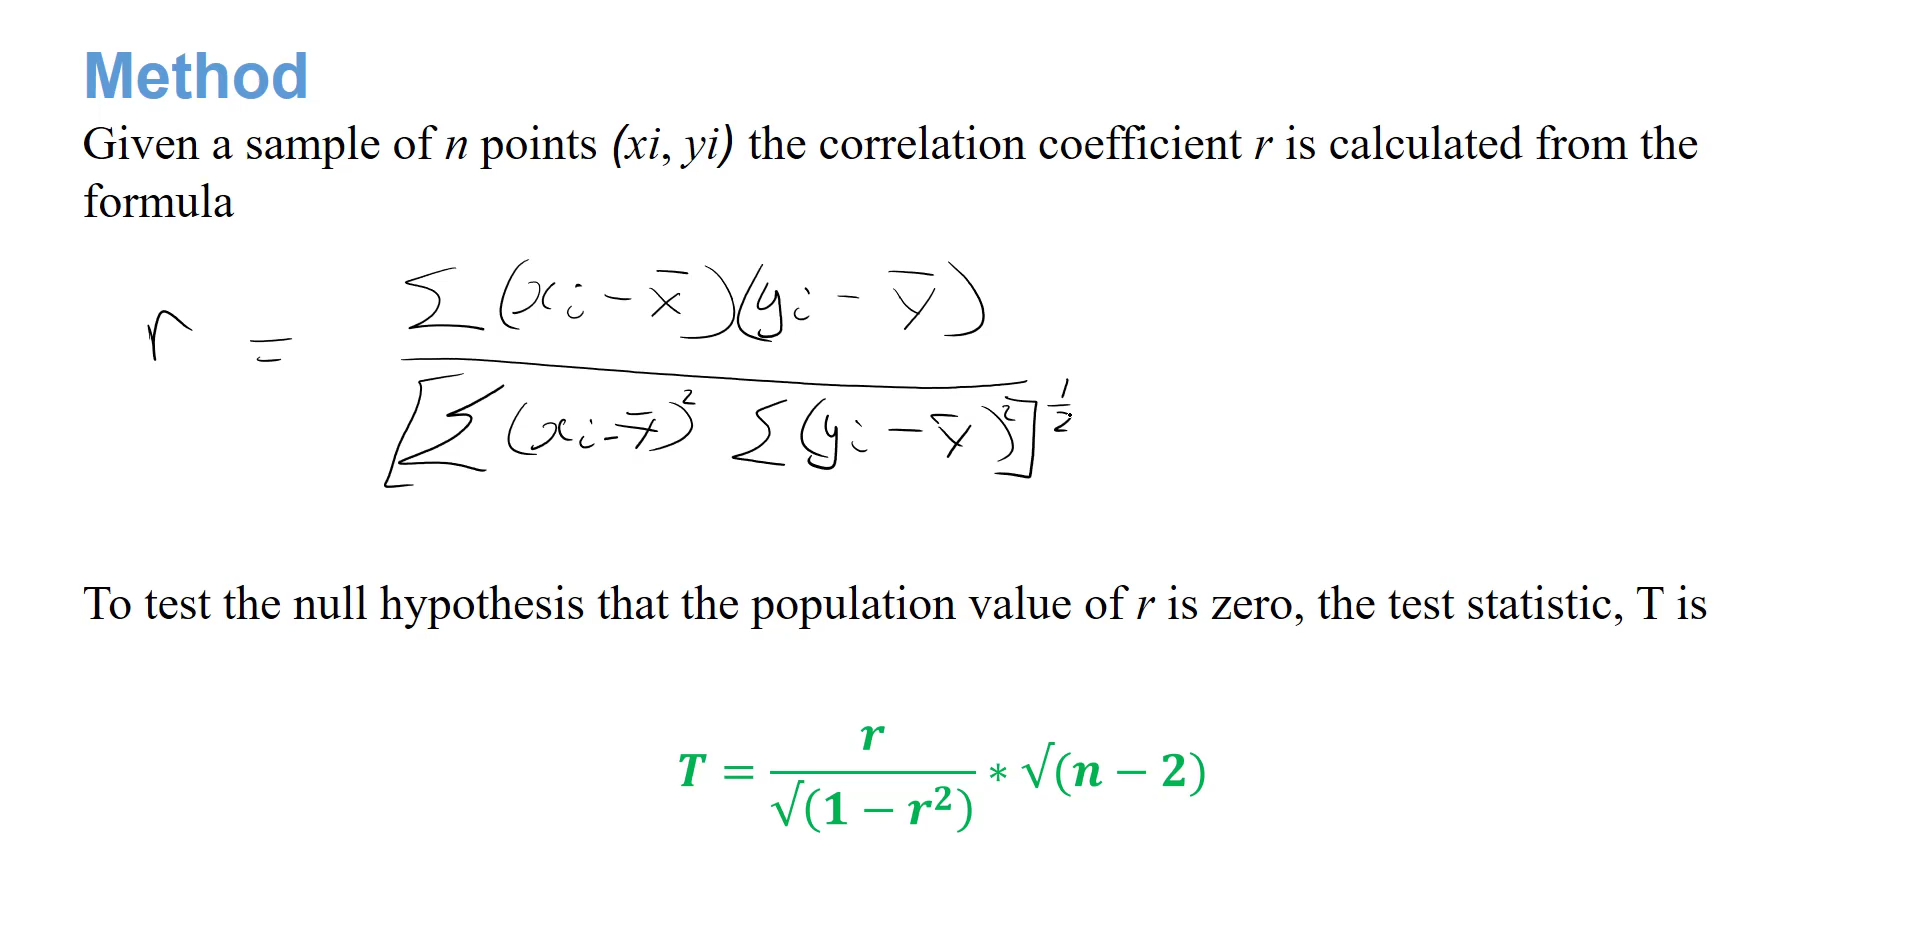 Method
Given a sample of n points (xi, yi) the correlation coefficient r is calculated from the
formula
r = Σ(xi - x̄)(yi - ȳ) / [Σ(xi - x̄)² Σ(yi - ȳ)²]^½
To test the null hypothesis that the population value of r is zero, the test statistic, T is
T = r / √(1 − r²) * √(n − 2)